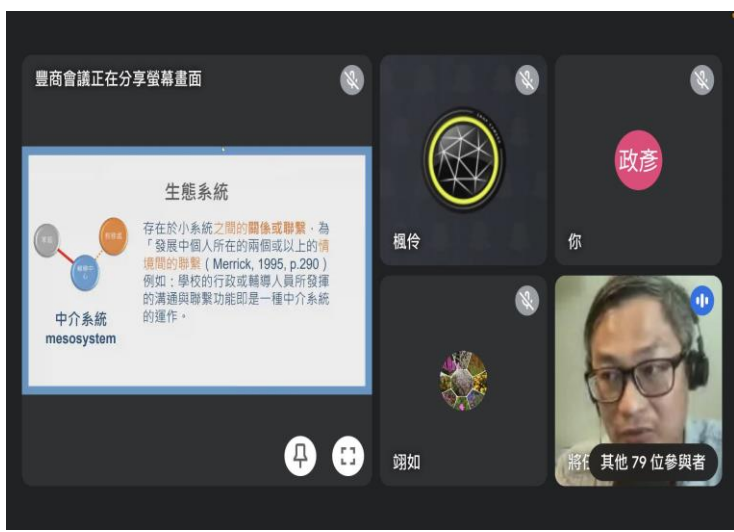 豐商會議正在分享螢幕畫面
生態系統
存在於小系統之間的關係或聯繫，為
「發展中個人所在的兩個或以上的情
境間的聯繫（Merrick, 1995, p.290）
例如：學校的行政或輔導人員所發揮
的溝通與聯繫功能即是一種中介系統
的運作。
中介系統
mesosystem
楓伶
政彥
你
翊如
將任
其他 79 位參與者